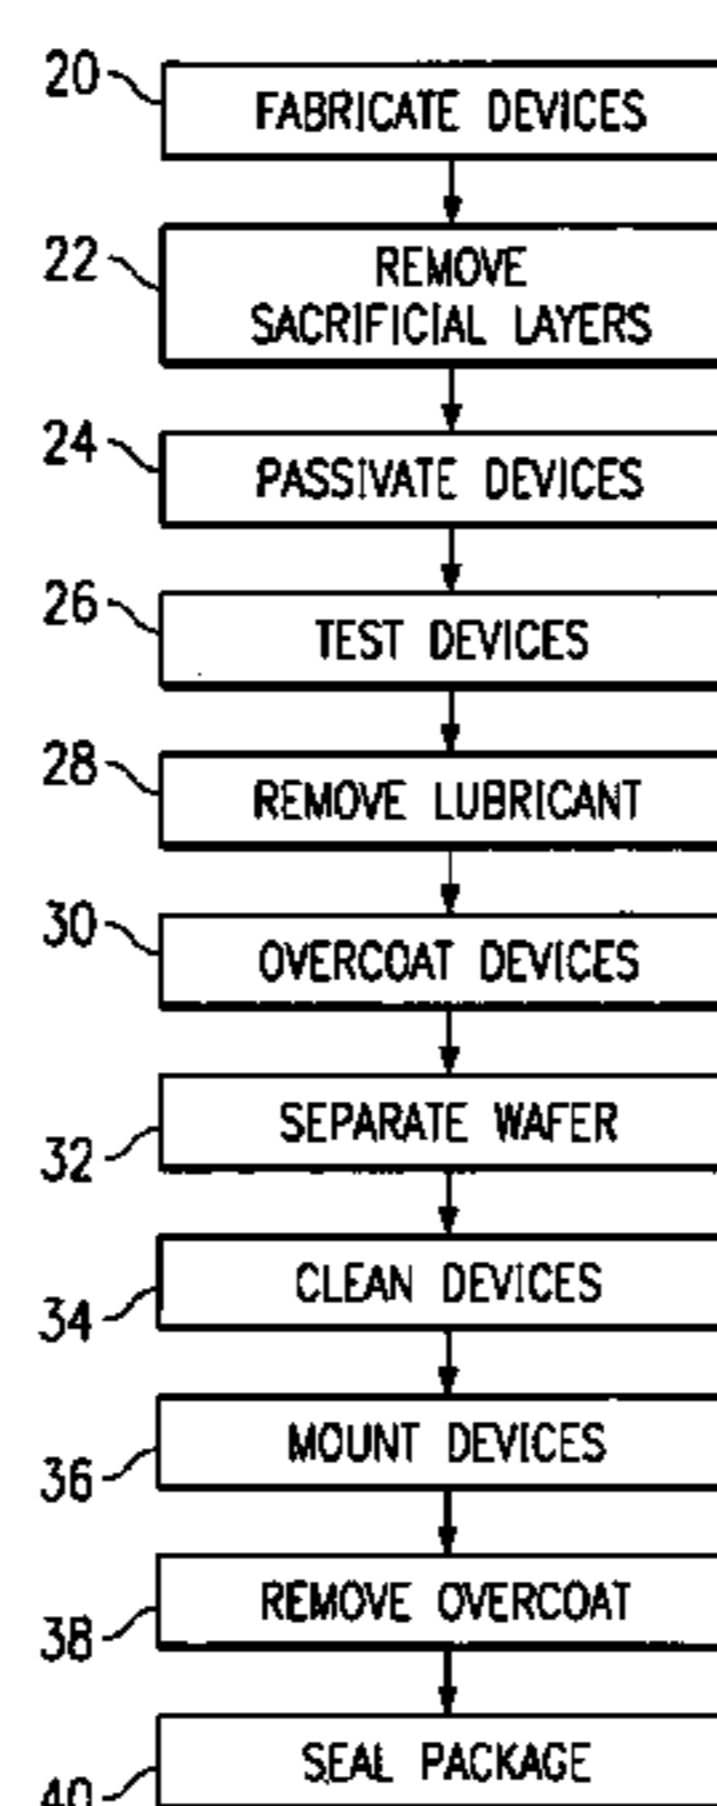 20
FABRICATE DEVICES
22
REMOVE
SACRIFICIAL LAYERS
24
PASSIVATE DEVICES
26
TEST DEVICES
28
REMOVE LUBRICANT
30
OVERCOAT DEVICES
32
SEPARATE WAFER
34
CLEAN DEVICES
36
MOUNT DEVICES
38
REMOVE OVERCOAT
40
SEAL PACKAGE